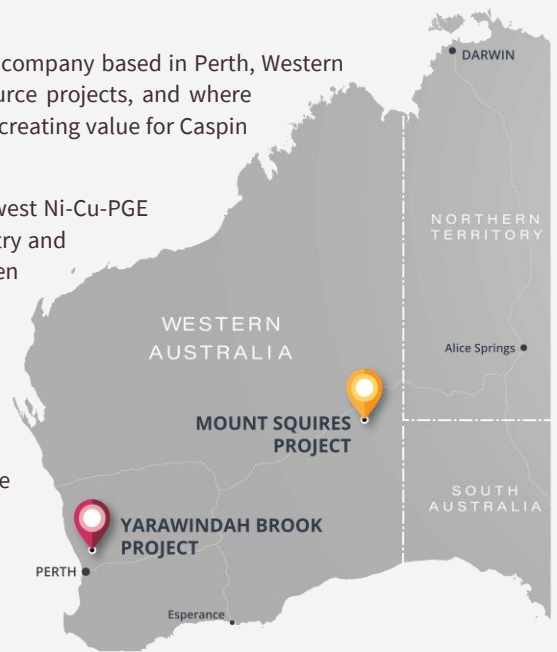 company based in Perth, Western
urce projects, and where
creating value for Caspin
west Ni-Cu-PGE
try and
en
e
DARWIN
NORTHERN
TERRITORY
WESTERN
AUSTRALIA
Alice Springs
MOUNT SQUIRES
PROJECT
SOUTH
AUSTRALIA
YARAWINDAH BROOK
PROJECT
PERTH
Esperance